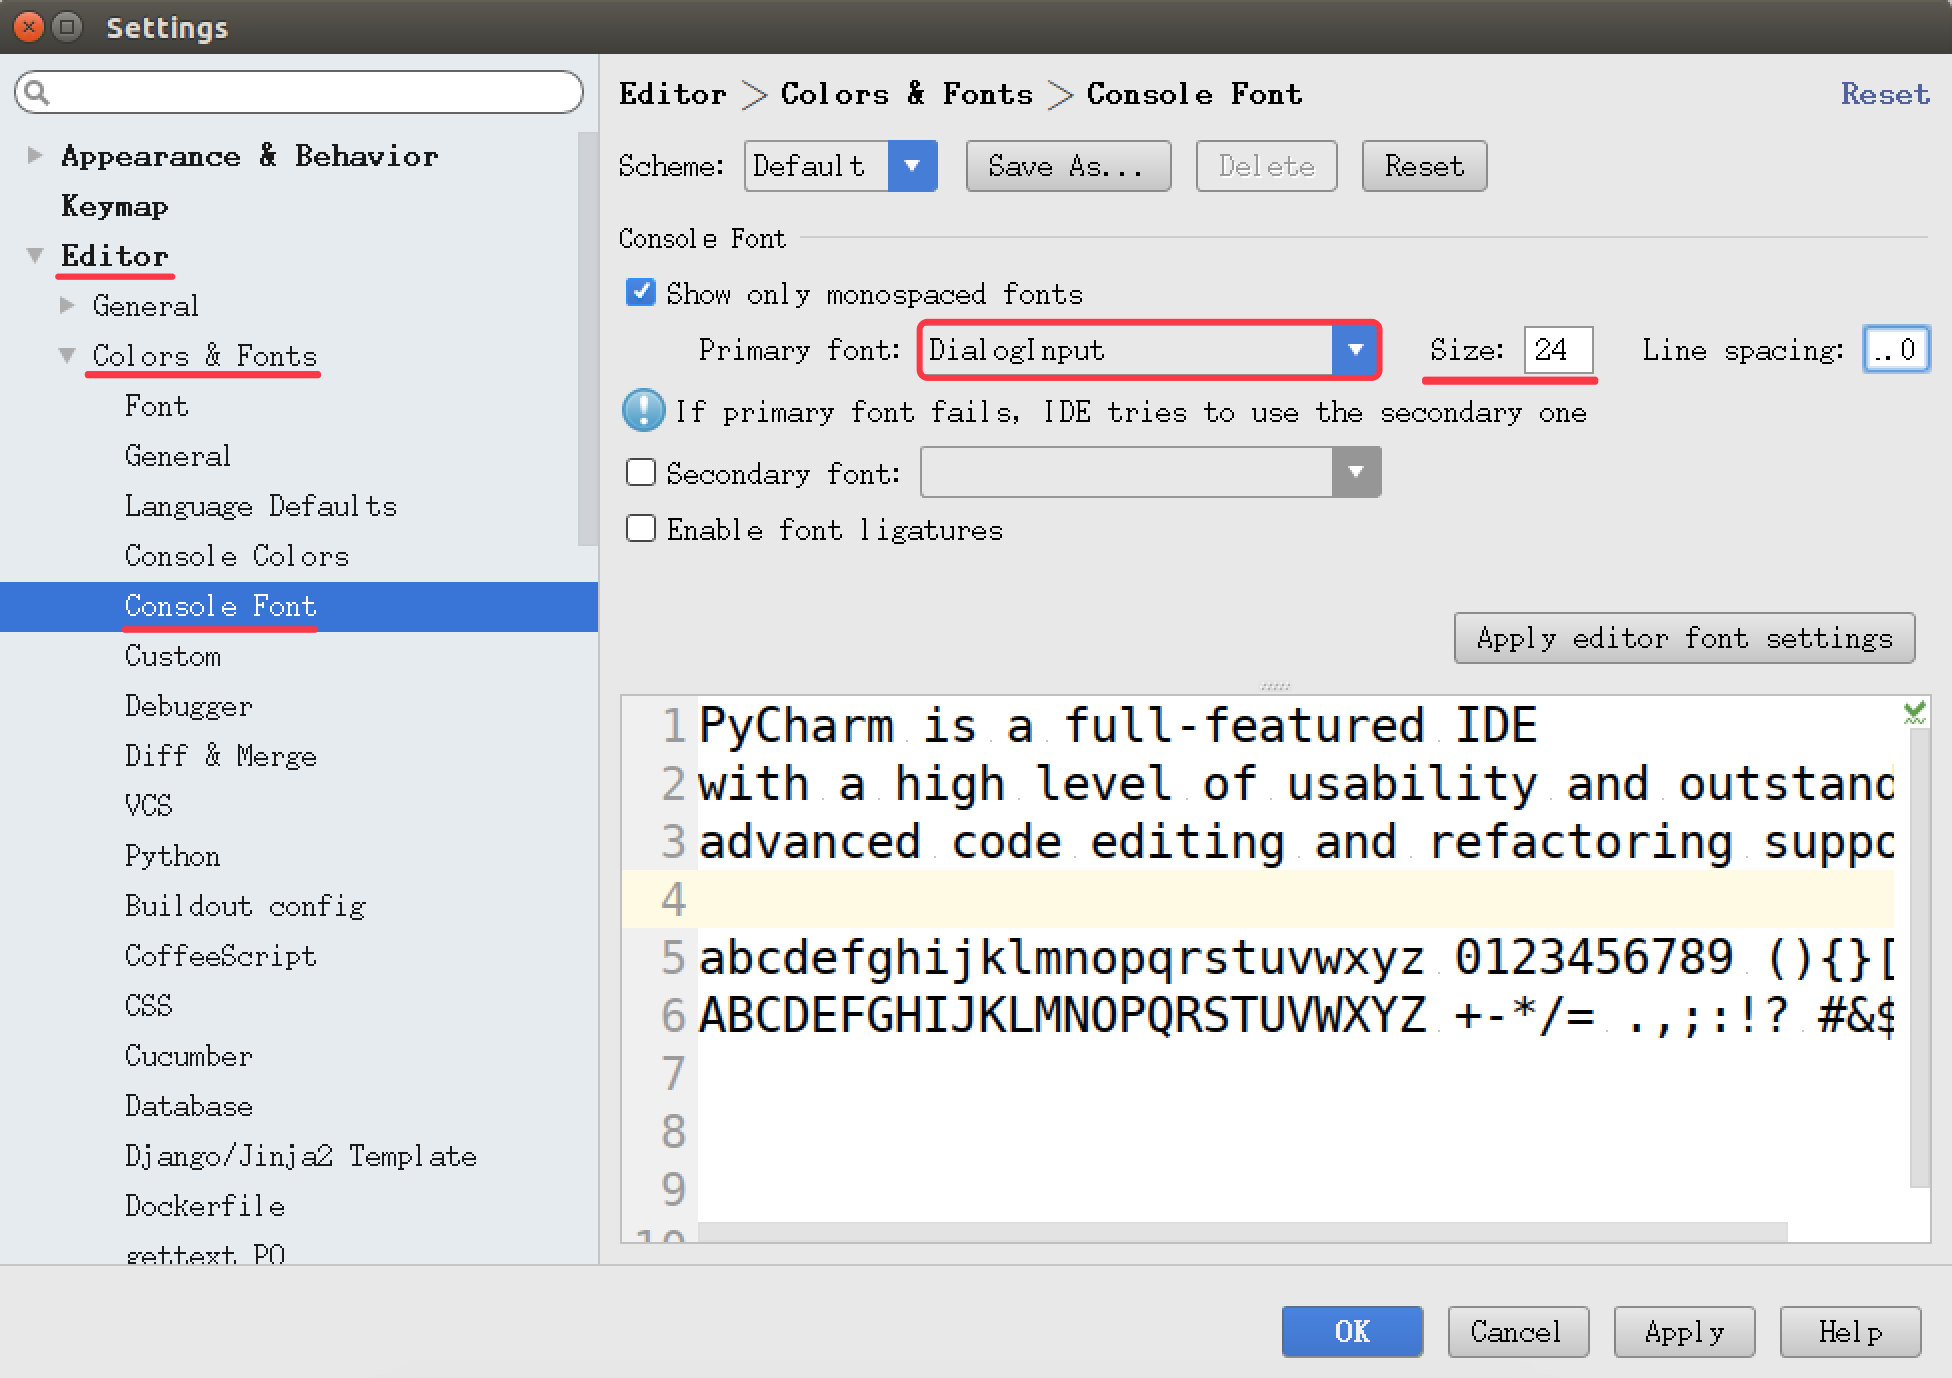 Settings
Appearance & Behavior
Keymap
Editor
General
Colors & Fonts
Font
General
Language Defaults
Console Colors
Console Font
Custom
Debugger
Diff & Merge
VCS
Python
Buildout config
CoffeeScript
CSS
Cucumber
Database
Django/Jinja2 Template
Dockerfile
gettext PO
Editor > Colors & Fonts > Console Font
Reset
Scheme: Default Save As... Delete Reset
Console Font
Show only monospaced fonts
Primary font: DialogInput Size: 24 Line spacing: ..0
If primary font fails, IDE tries to use the secondary one
Secondary font:
Enable font ligatures
Apply editor font settings
1 PyCharm is a full-featured IDE
2 with a high level of usability and outstand
3 advanced code editing and refactoring suppo
4
5 abcdefghijklmnopqrstuvwxyz 0123456789 (){}[
6 ABCDEFGHIJKLMNOPQRSTUVWXYZ +-*/= .,;:!? #&$
7
8
9
10
OK Cancel Apply Help